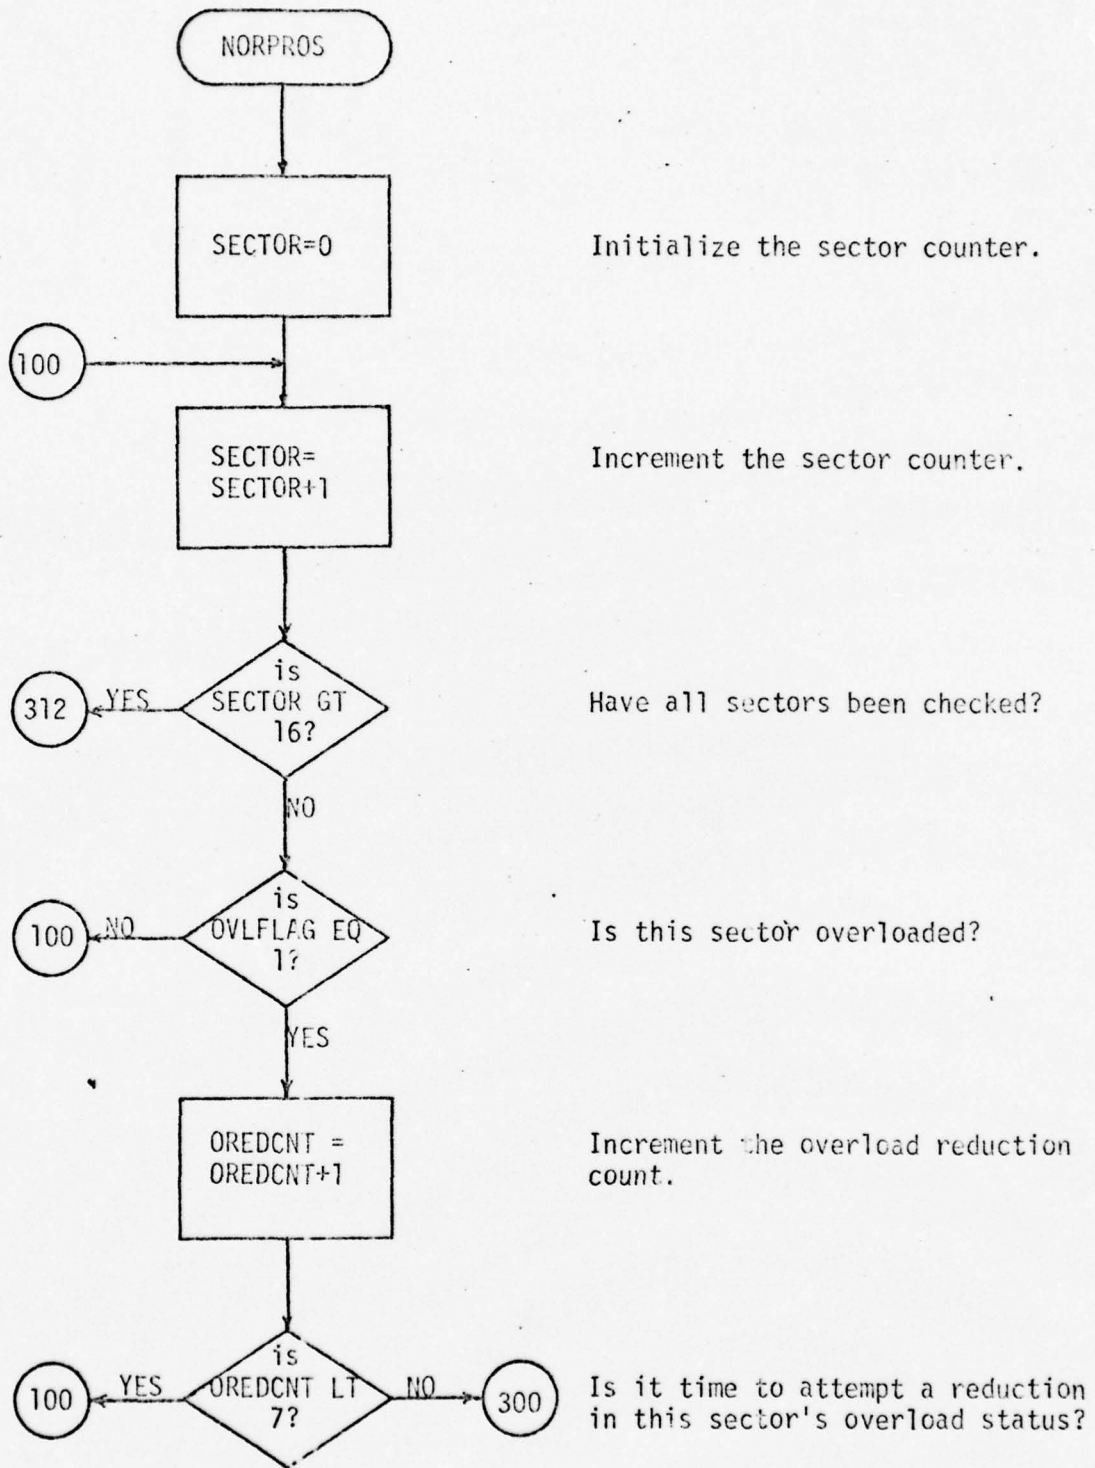 NORPROS
SECTOR=0
Initialize the sector counter.
100
SECTOR=
SECTOR+1
Increment the sector counter.
is
312 YES SECTOR GT
16?
Have all sectors been checked?
NO
is
100 NO OVLFLAG EQ
1?
Is this sector overloaded?
YES
OREDCNT =
OREDCNT+1
Increment the overload reduction
count.
is
100 YES OREDCNT LT NO 300
7?
Is it time to attempt a reduction
in this sector's overload status?